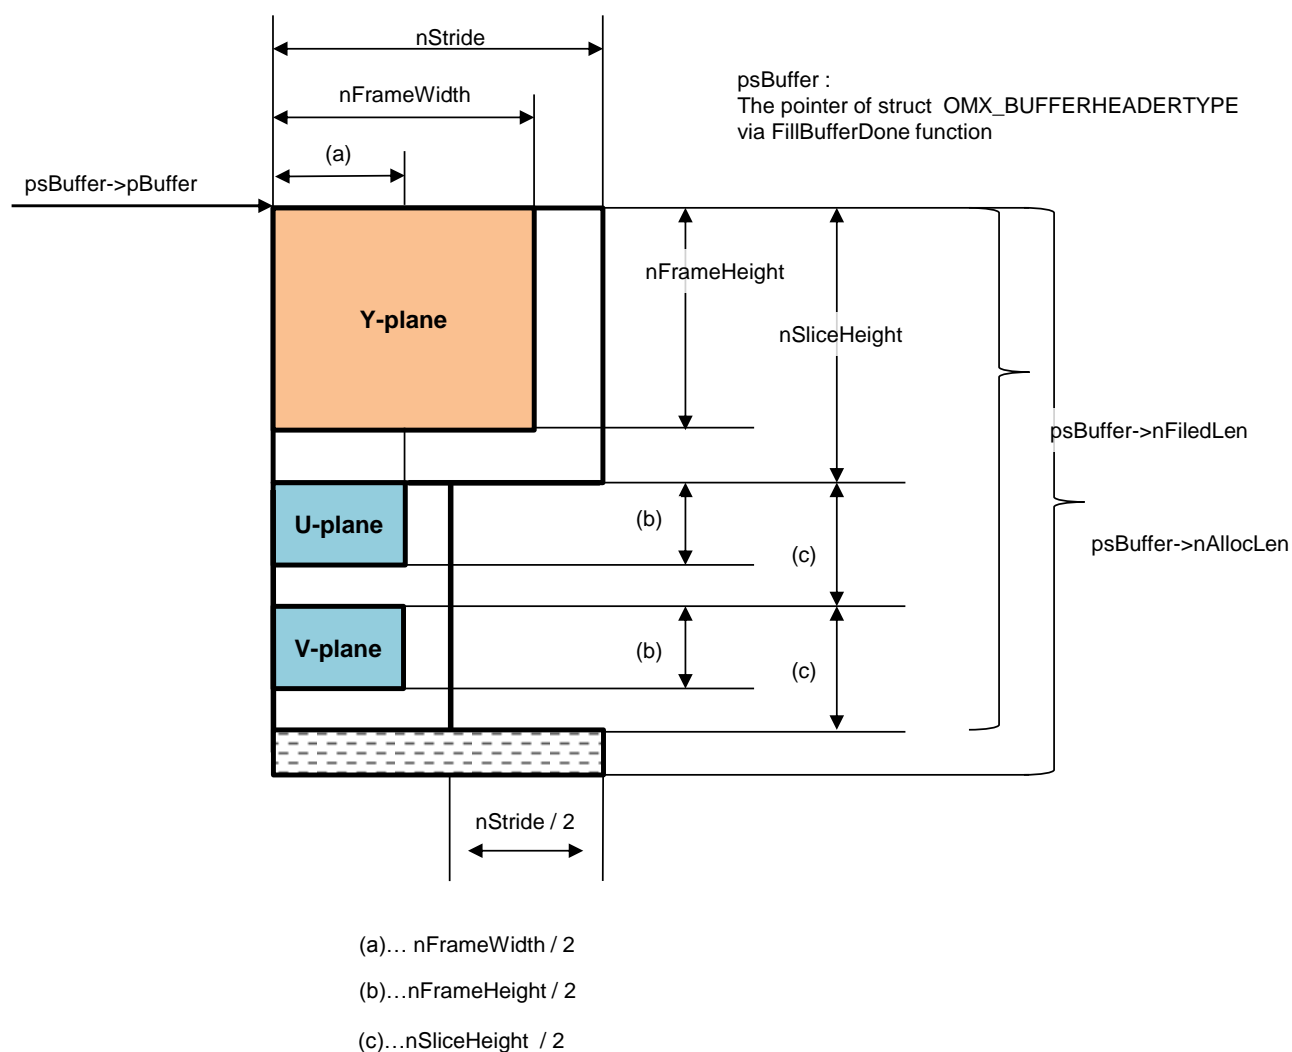 nStride
nFrameWidth
psBuffer :
The pointer of struct OMX_BUFFERHEADERTYPE
via FillBufferDone function
(a)
psBuffer->pBuffer
nFrameHeight
Y-plane
nSliceHeight
psBuffer->nFiledLen
U-plane
(b)
(c)
psBuffer->nAllocLen
V-plane
(b)
(c)
nStride / 2
(a)... nFrameWidth / 2
(b)...nFrameHeight / 2
(c)...nSliceHeight / 2